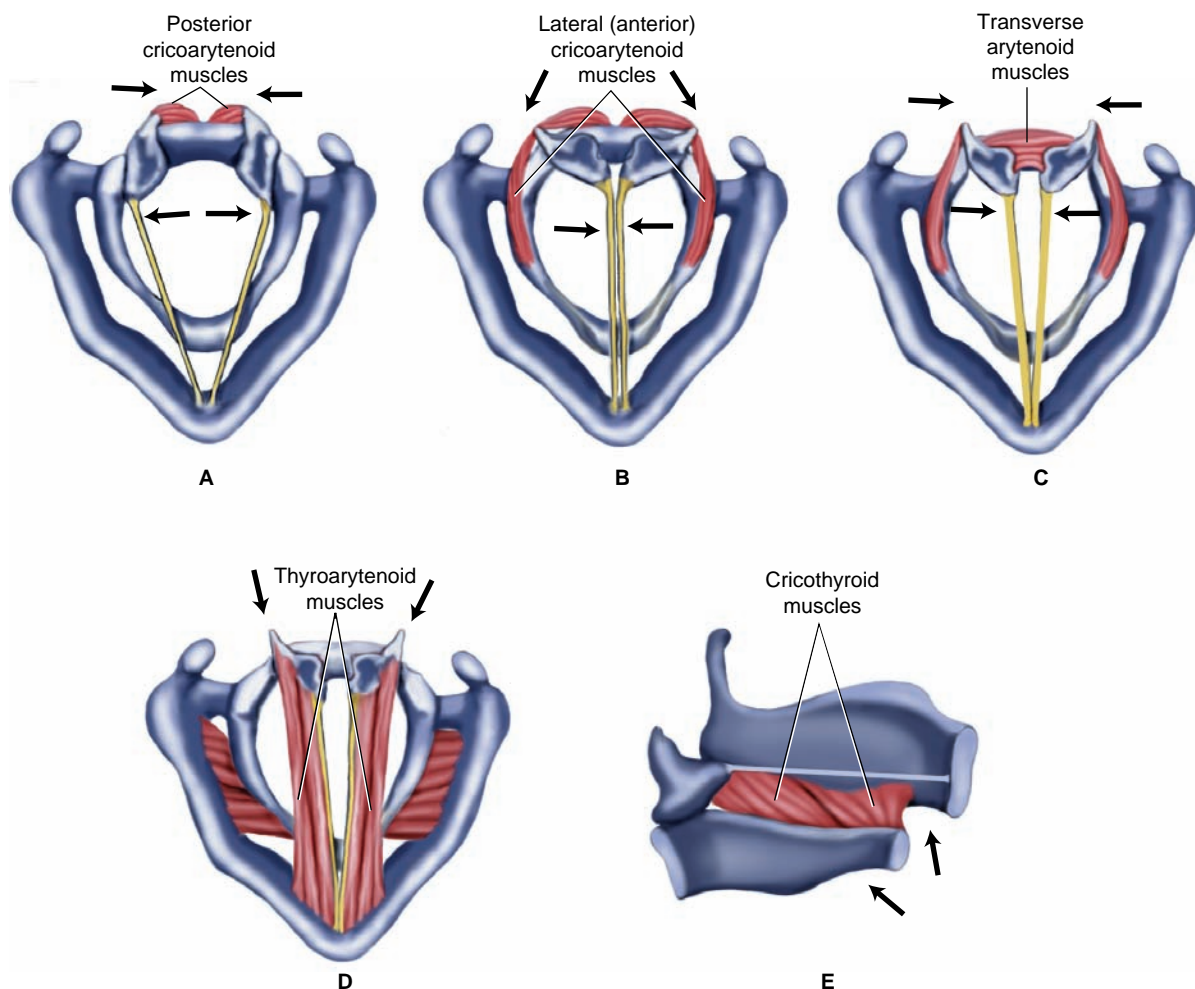 Posterior
cricoarytenoid
muscles
Lateral (anterior)
cricoarytenoid
muscles
Transverse
arytenoid
muscles
A
B
C
Thyroarytenoid
muscles
Cricothyroid
muscles
D
E